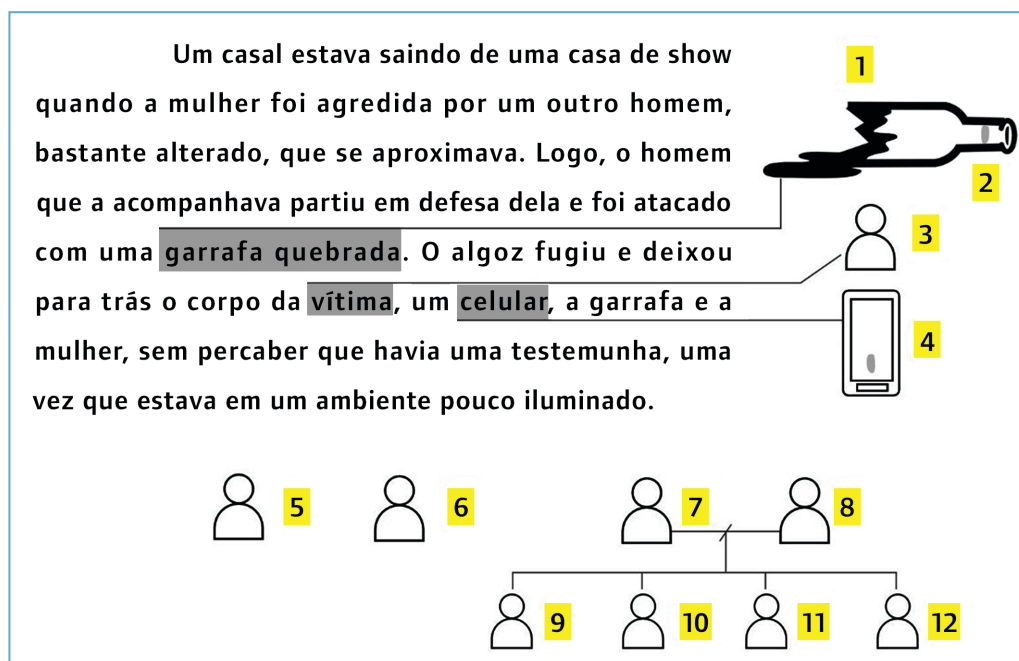 Um casal estava saindo de uma casa de show
quando a mulher foi agredida por um outro homem,
bastante alterado, que se aproximava. Logo, o homem
que a acompanhava partiu em defesa dela e foi atacado
com uma garrafa quebrada. O algoz fugiu e deixou
para trás o corpo da vítima, um celular, a garrafa e a
mulher, sem percaber que havia uma testemunha, uma
vez que estava em um ambiente pouco iluminado.
1
2
3
4
5
6
7
8
9
10
11
12